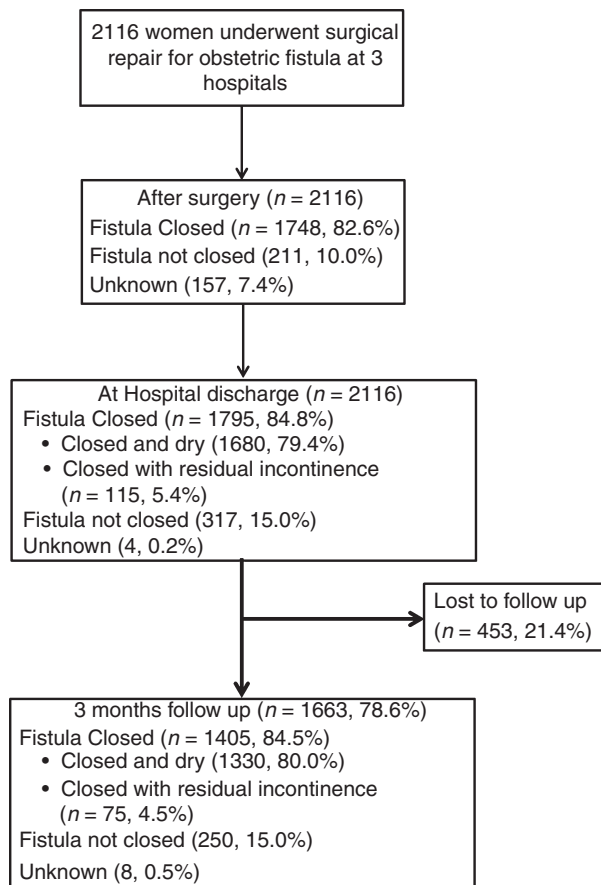 2116 women underwent surgical
repair for obstetric fistula at 3
hospitals
After surgery (n = 2116)
Fistula Closed (n = 1748, 82.6%)
Fistula not closed (211, 10.0%)
Unknown (157, 7.4%)
At Hospital discharge (n = 2116)
Fistula Closed (n = 1795, 84.8%)
• Closed and dry (1680, 79.4%)
• Closed with residual incontinence
(n = 115, 5.4%)
Fistula not closed (317, 15.0%)
Unknown (4, 0.2%)
Lost to follow up
(n = 453, 21.4%)
3 months follow up (n = 1663, 78.6%)
Fistula Closed (n = 1405, 84.5%)
• Closed and dry (1330, 80.0%)
• Closed with residual incontinence
(n = 75, 4.5%)
Fistula not closed (250, 15.0%)
Unknown (8, 0.5%)